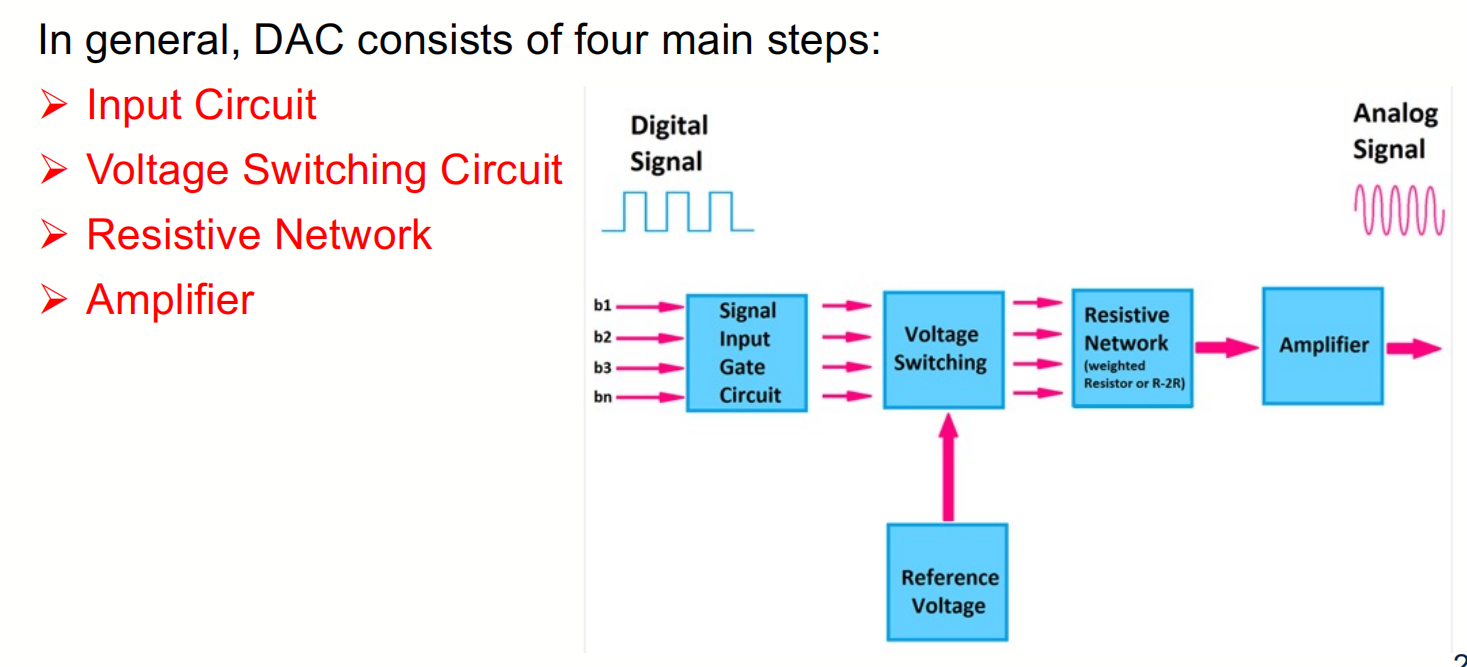 In general, DAC consists of four main steps:
➢ Input Circuit
➢ Voltage Switching Circuit
➢ Resistive Network
➢ Amplifier
Digital
Signal
Analog
Signal
b1
b2
b3
bn
Signal
Input
Gate
Circuit
Voltage
Switching
Resistive
Network
(weighted
Resistor or R-2R)
Amplifier
Reference
Voltage